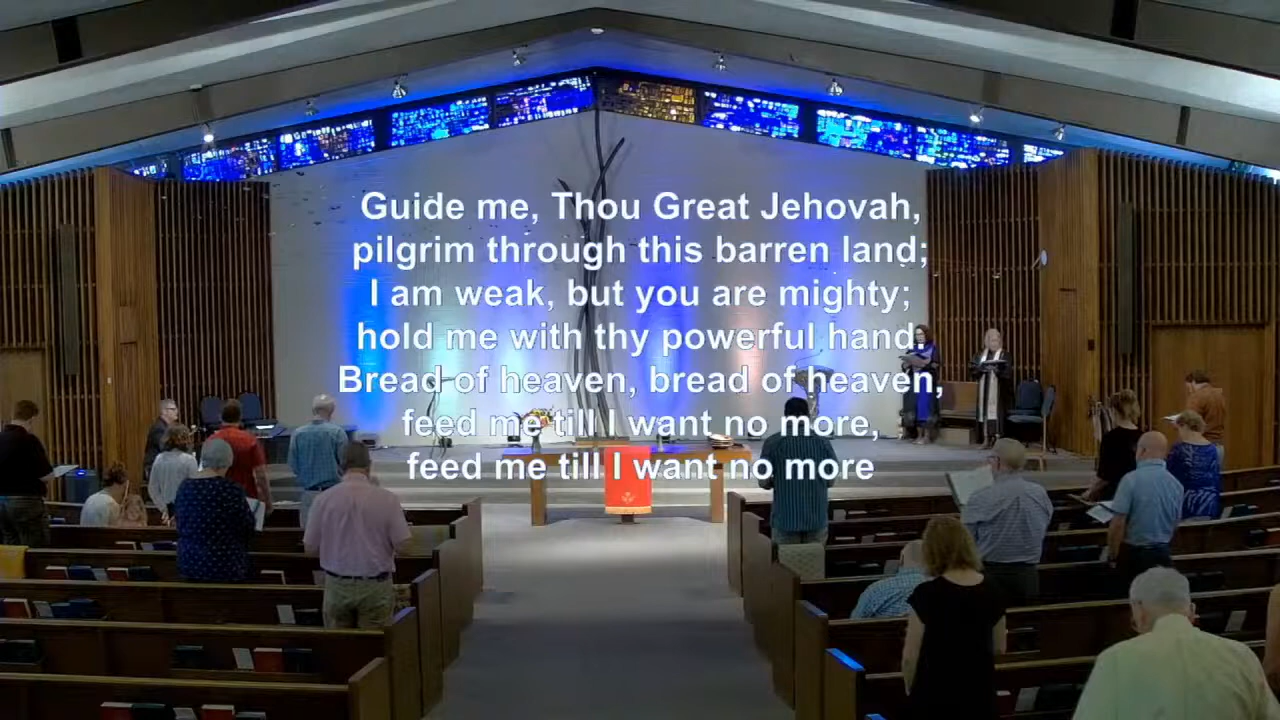 Guide me, Thou Great Jehovah,
pilgrim through this barren land;
I am weak, but you are mighty;
hold me with thy powerful hand.
Bread of heaven, bread of heaven,
feed me till I want no more,
feed me till I want no more